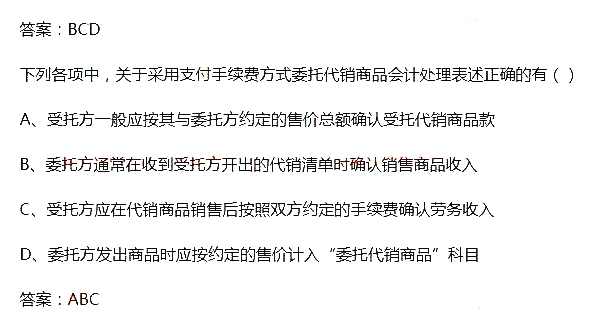 答案：BCD
下列各项中，关于采用支付手续费方式委托代销商品会计处理表述正确的有（ ）
A、受托方一般应按其与委托方约定的售价总额确认受托代销商品款
B、委托方通常在收到受托方开出的代销清单时确认销售商品收入
C、受托方应在代销商品销售后按照双方约定的手续费确认劳务收入
D、委托方发出商品时应按约定的售价计入“委托代销商品”科目
答案：ABC